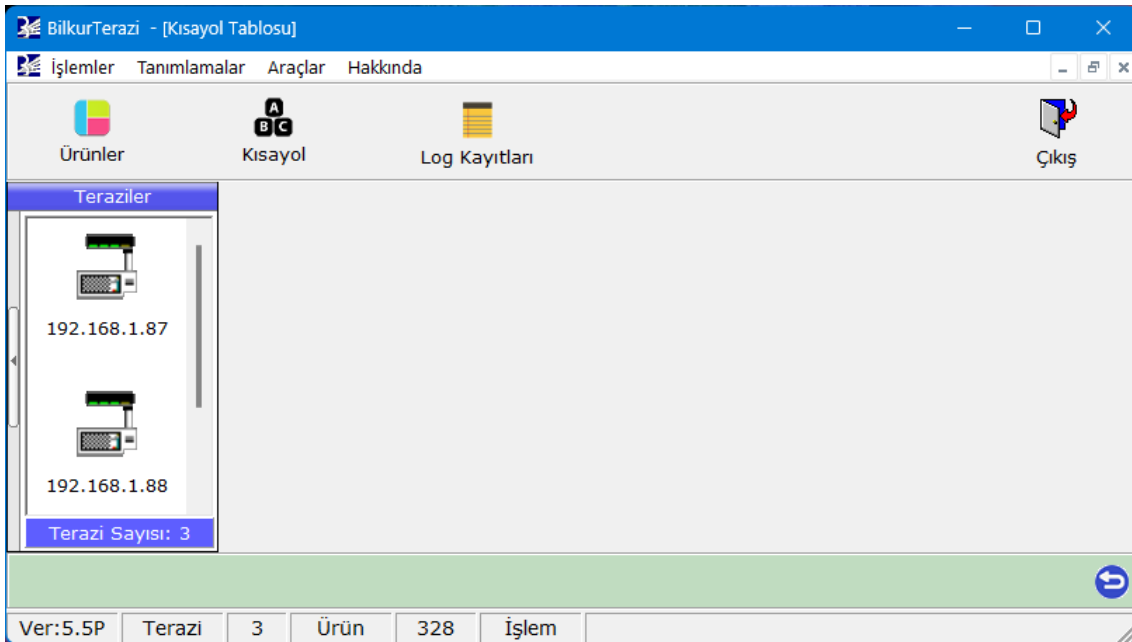 BilkurTerazi - [Kısayol Tablosu]
İşlemler Tanımlamalar Araçlar Hakkında
A
B C
Ürünler Kısayol Log Kayıtları Çıkış
Teraziler
192.168.1.87
192.168.1.88
Terazi Sayısı: 3
Ver:5.5P Terazi 3 Ürün 328 İşlem